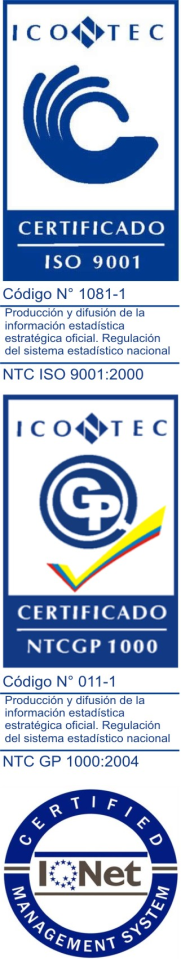 ICONTEC
CERTIFICADO
ISO 9001
Código N° 1081-1
Producción y difusión de la
información estadística
estratégica oficial. Regulación
del sistema estadístico nacional
NTC ISO 9001:2000
ICONTEC
GP
CERTIFICADO
NTCGP 1000
Código N° 011-1
Producción y difusión de la
información estadística
estratégica oficial. Regulación
del sistema estadístico nacional
NTC GP 1000:2004
CERTIFIED
IQNet
MANAGEMENT SYSTEM